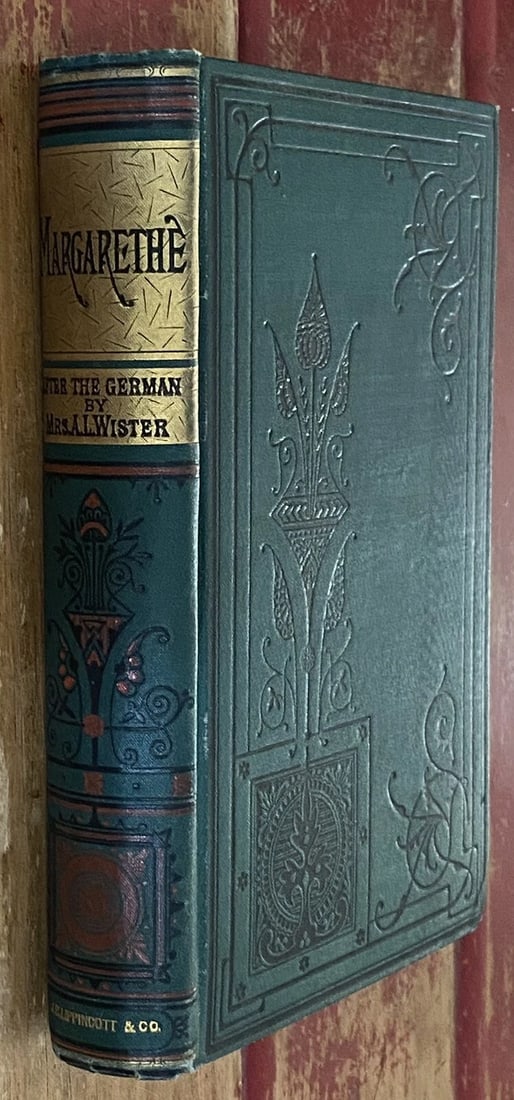 MARGARETHE
AFTER THE GERMAN
BY
MRS. A. L. WISTER
J.B. LIPPINCOTT & CO.